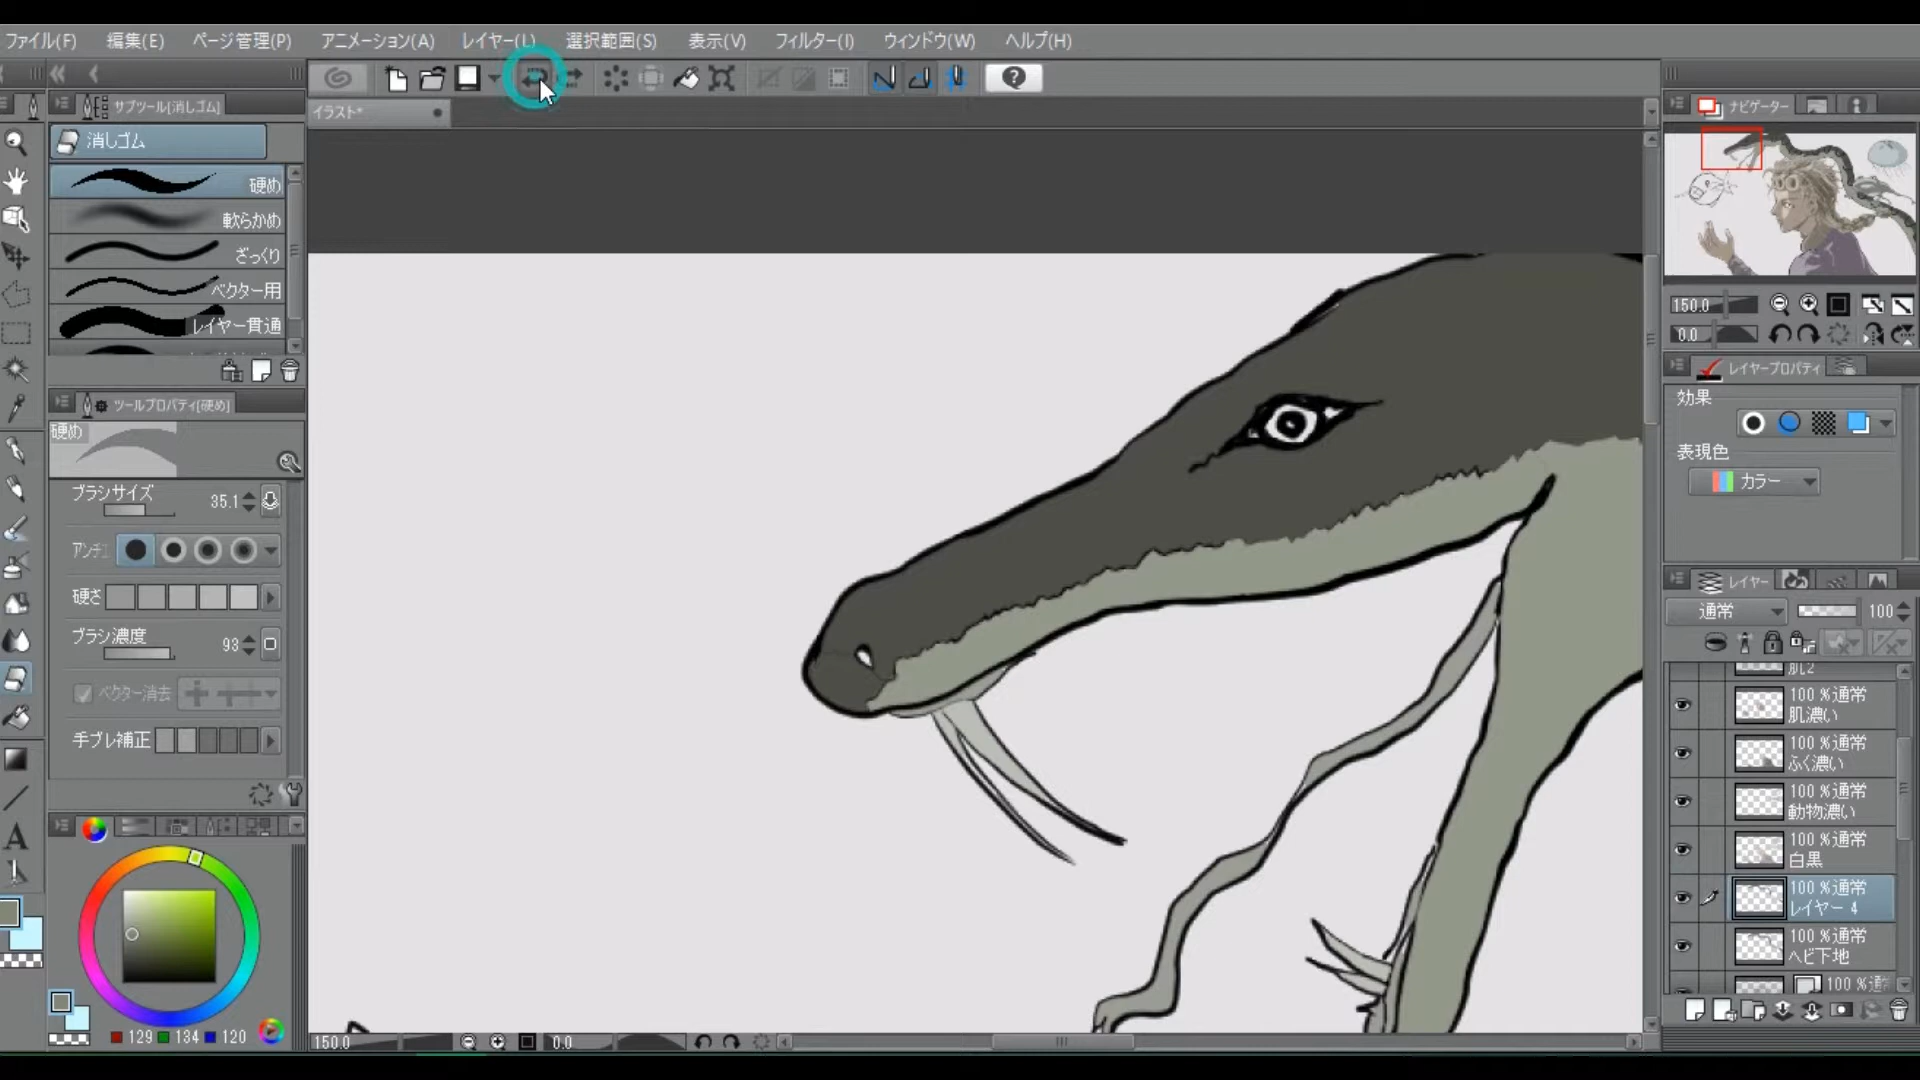 ファイル(F) 編集(E) ページ管理(P) アニメーション(A) レイヤー(L) 選択範囲(S) 表示(V) フィルター(I) ウィンドウ(W) ヘルプ(H)
サブツール[消しゴム]
イラスト*
消しゴム
硬め
軟らかめ
ざっくり
ベクター用
レイヤー貫通
ツールプロパティ[硬め]
硬め
ブラシサイズ 35.1
アンチ
硬さ
ブラシ濃度 93
ベクター消去
手ブレ補正
129 134 120
150.0 0.0
ナビゲーター
150.0
0.0
レイヤープロパティ
効果
表現色
カラー
レイヤー
通常 100
肌2
100 %通常
肌濃い
100 %通常
ふく濃い
100 %通常
動物濃い
100 %通常
白黒
100 %通常
レイヤー 4
100 %通常
ヘビ下地
100 %通常